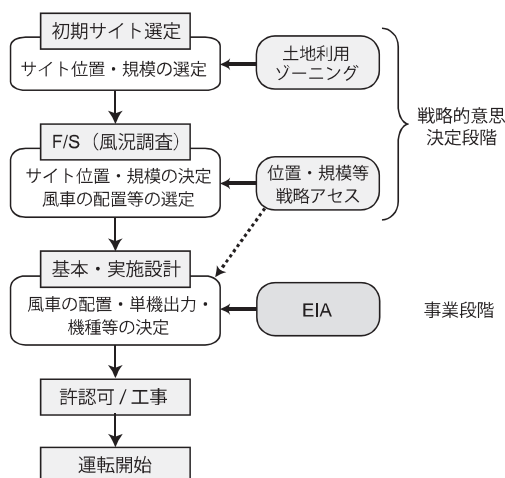 初期サイト選定
サイト位置・規模の選定
土地利用
ゾーニング
戦略的意思
決定段階
F/S（風況調査）
サイト位置・規模の決定
風車の配置等の選定
位置・規模等
戦略アセス
基本・実施設計
風車の配置・単機出力・
機種等の決定
EIA
事業段階
許認可 / 工事
運転開始